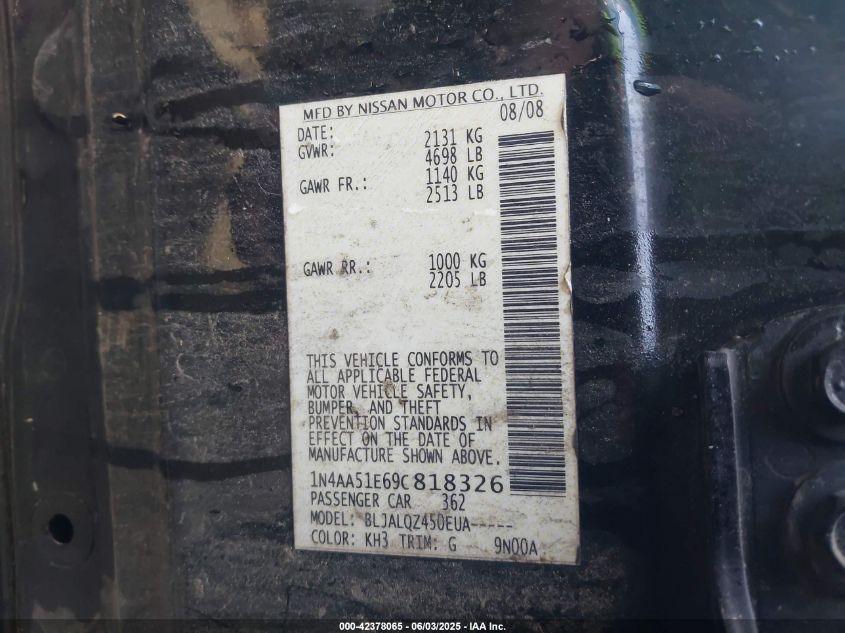 MFD BY NISSAN MOTOR CO., LTD.
DATE: 08/08
GVWR: 2131 KG
4698 LB
GAWR FR.: 1140 KG
2513 LB
GAWR RR.: 1000 KG
2205 LB
THIS VEHICLE CONFORMS TO
ALL APPLICABLE FEDERAL
MOTOR VEHICLE SAFETY,
BUMPER, AND THEFT
PREVENTION STANDARDS IN
EFFECT ON THE DATE OF
MANUFACTURE SHOWN ABOVE.
1N4AA51E69C818326
PASSENGER CAR 362
MODEL: BLJALQZ450EUA-----
COLOR: KH3 TRIM: G 9N00A
000-42378065 - 06/03/2025 - IAA Inc.